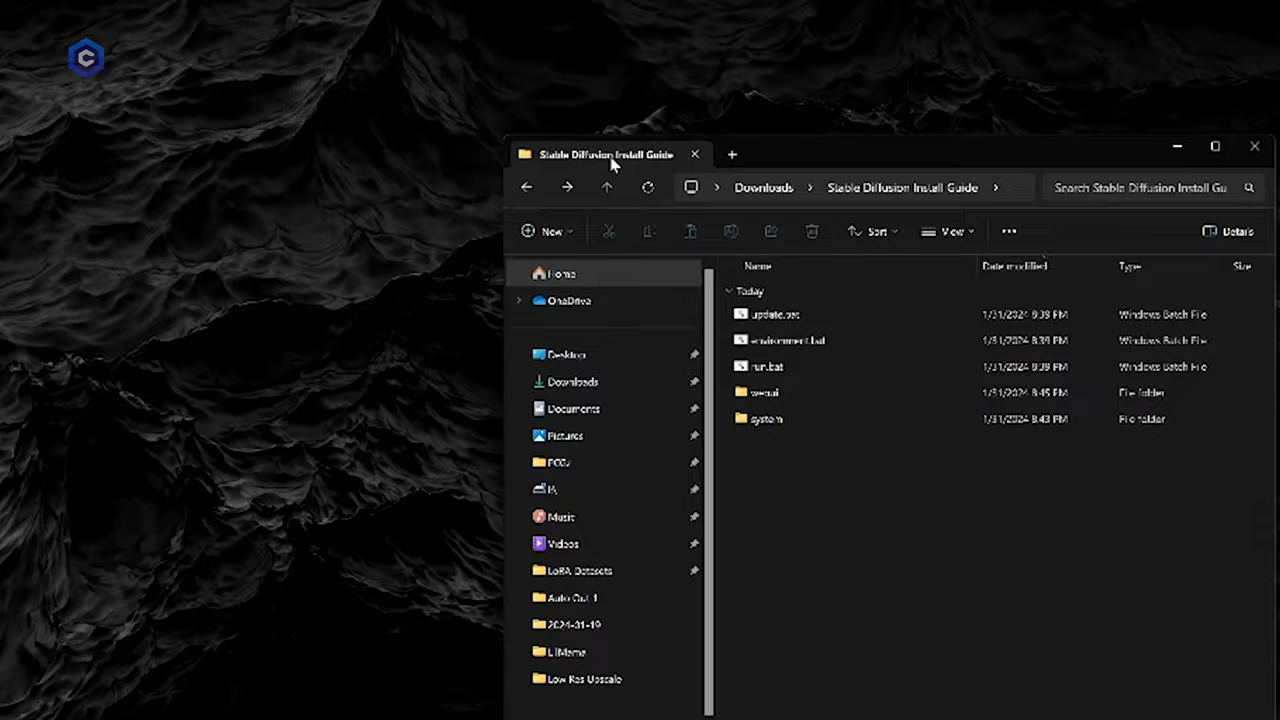 C
Stable Diffusion Install Guide
Downloads > Stable Diffusion Install Guide > Search Stable Diffusion Install Gu
New Sort View ... Details
Name Date modified Type Size
Home
Today
OneDrive
update.bat 1/31/2024 8:39 PM Windows Batch File
environment.bat 1/31/2024 8:39 PM Windows Batch File
Desktop
run.bat 1/31/2024 8:39 PM Windows Batch File
Downloads
webui 1/31/2024 8:45 PM File folder
Documents
system 1/31/2024 8:43 PM File folder
Pictures
Music
Videos
LoRA Datasets
Auto Out 1
2024-01-19
Low Res Upscale